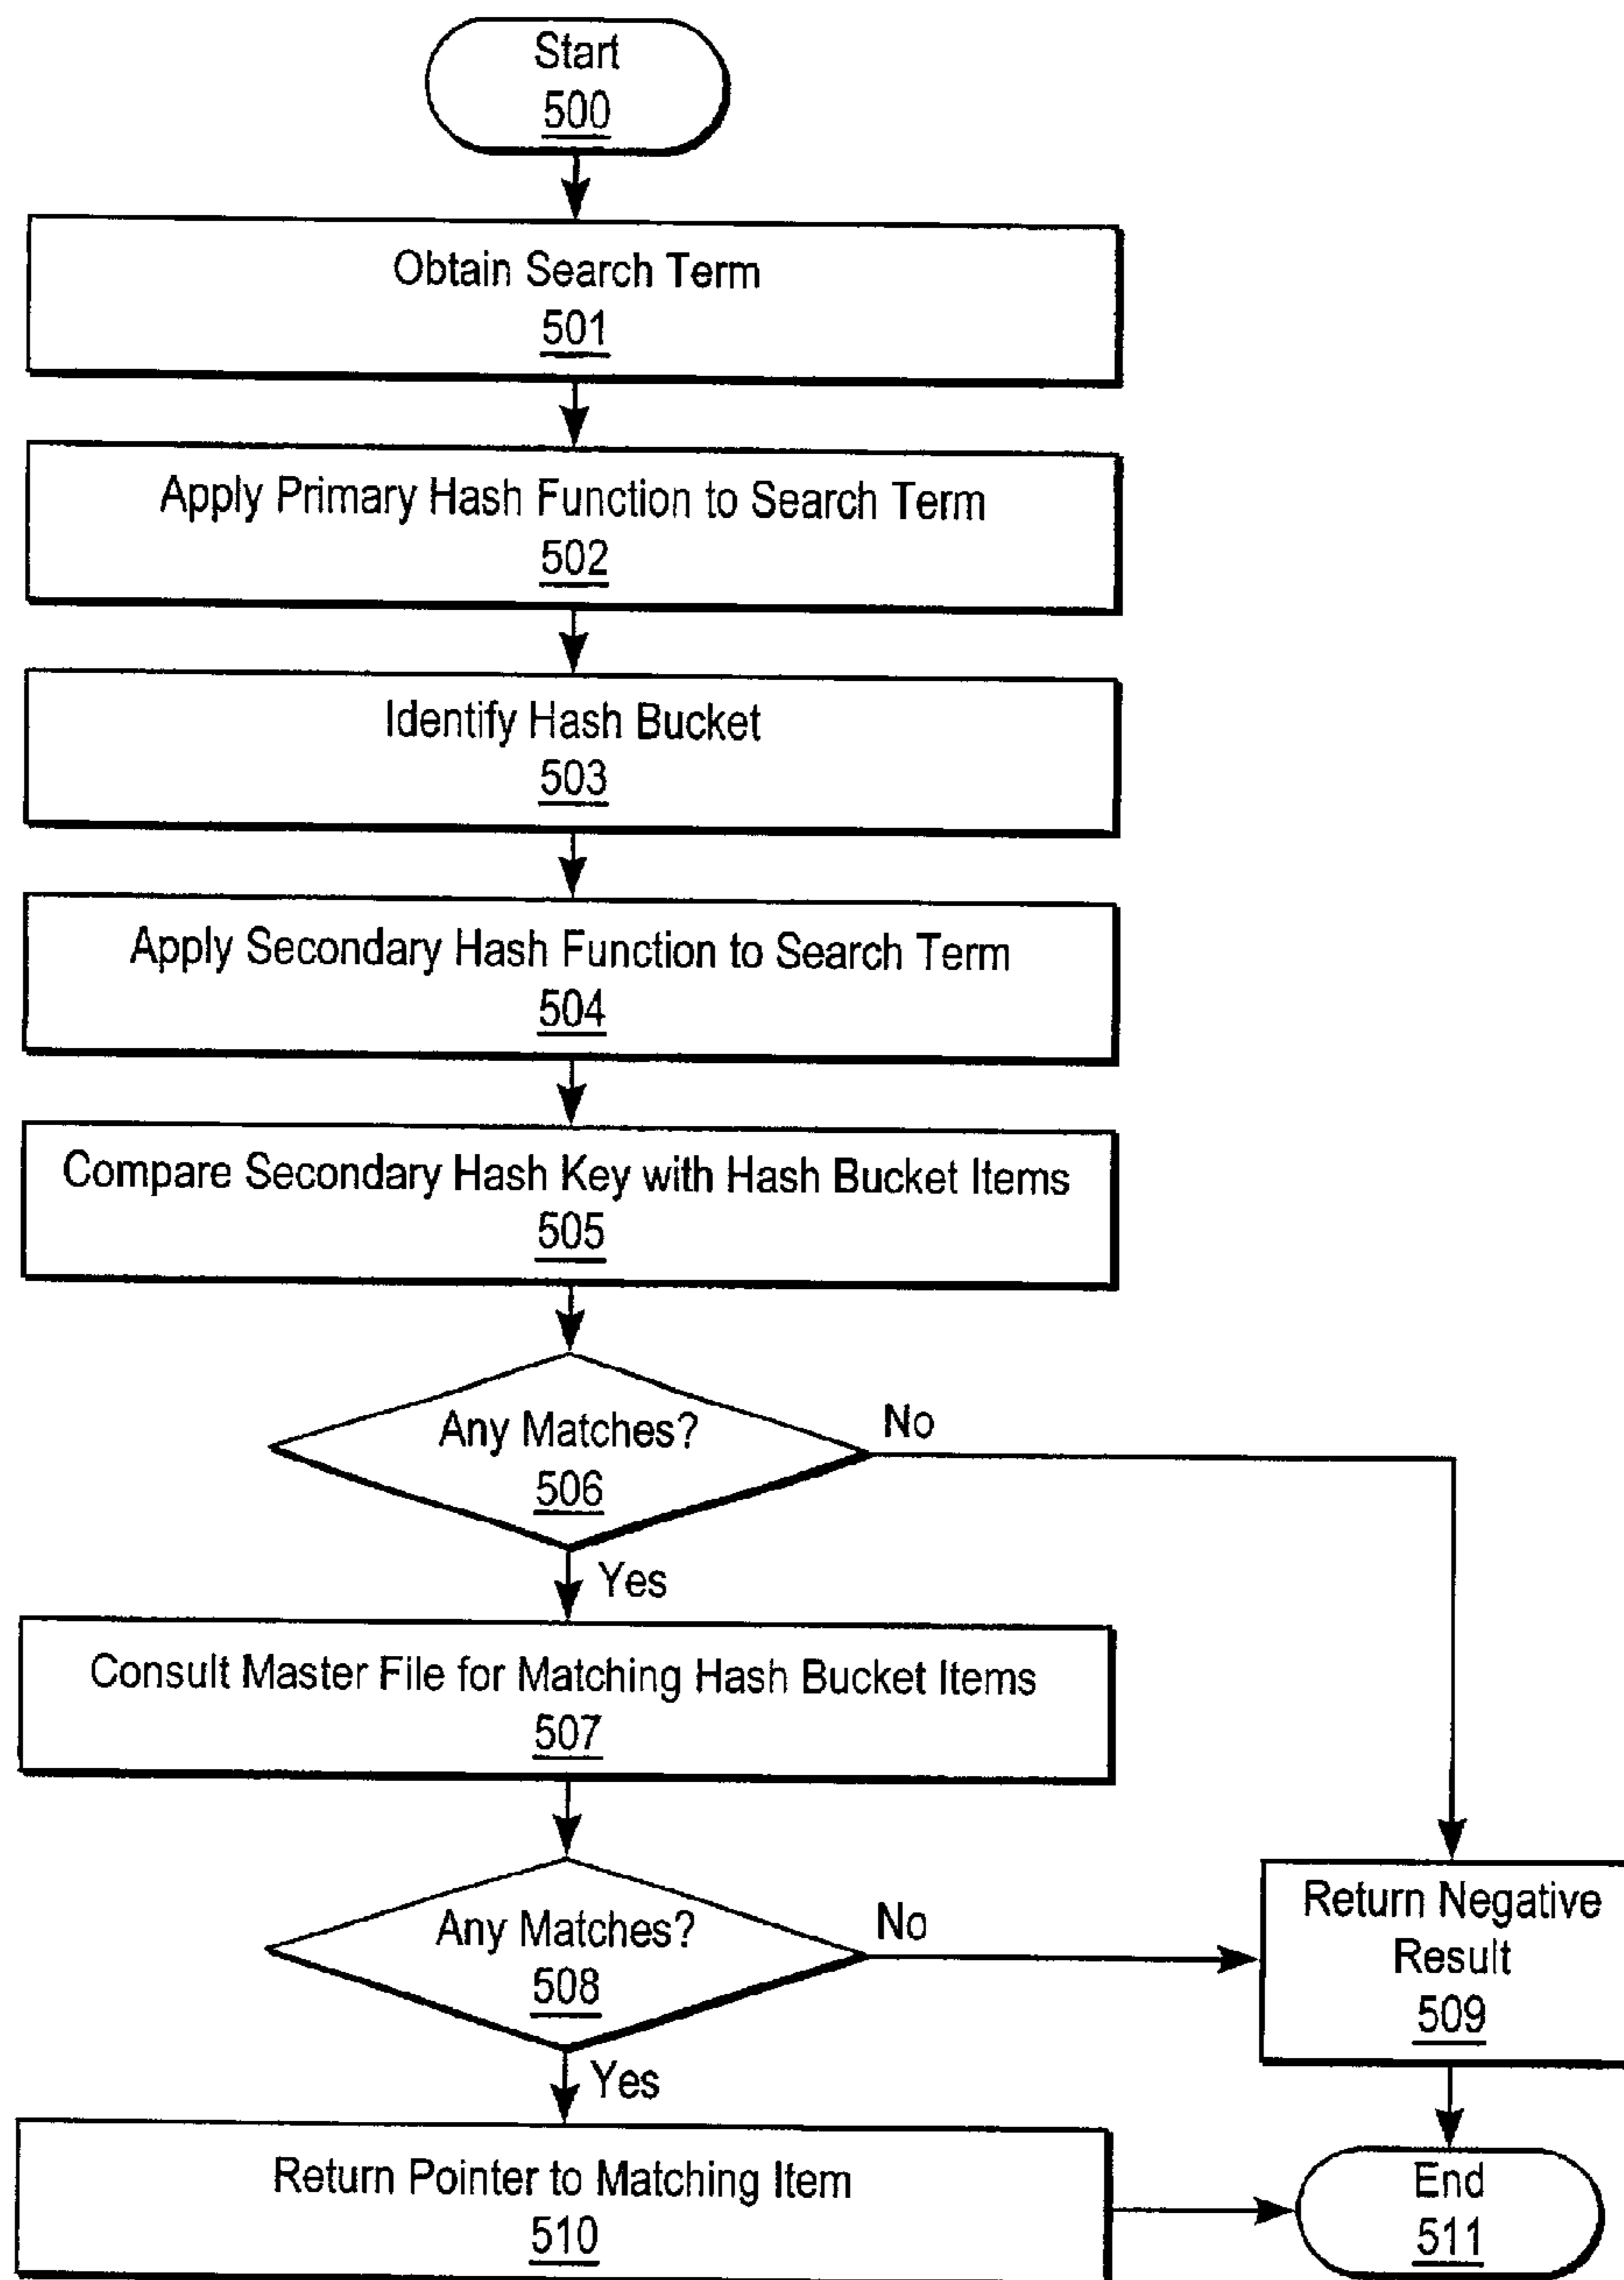 Start
500
Obtain Search Term
501
Apply Primary Hash Function to Search Term
502
Identify Hash Bucket
503
Apply Secondary Hash Function to Search Term
504
Compare Secondary Hash Key with Hash Bucket Items
505
Any Matches?
506
No
Yes
Consult Master File for Matching Hash Bucket Items
507
Any Matches?
508
No
Yes
Return Negative
Result
509
Return Pointer to Matching Item
510
End
511